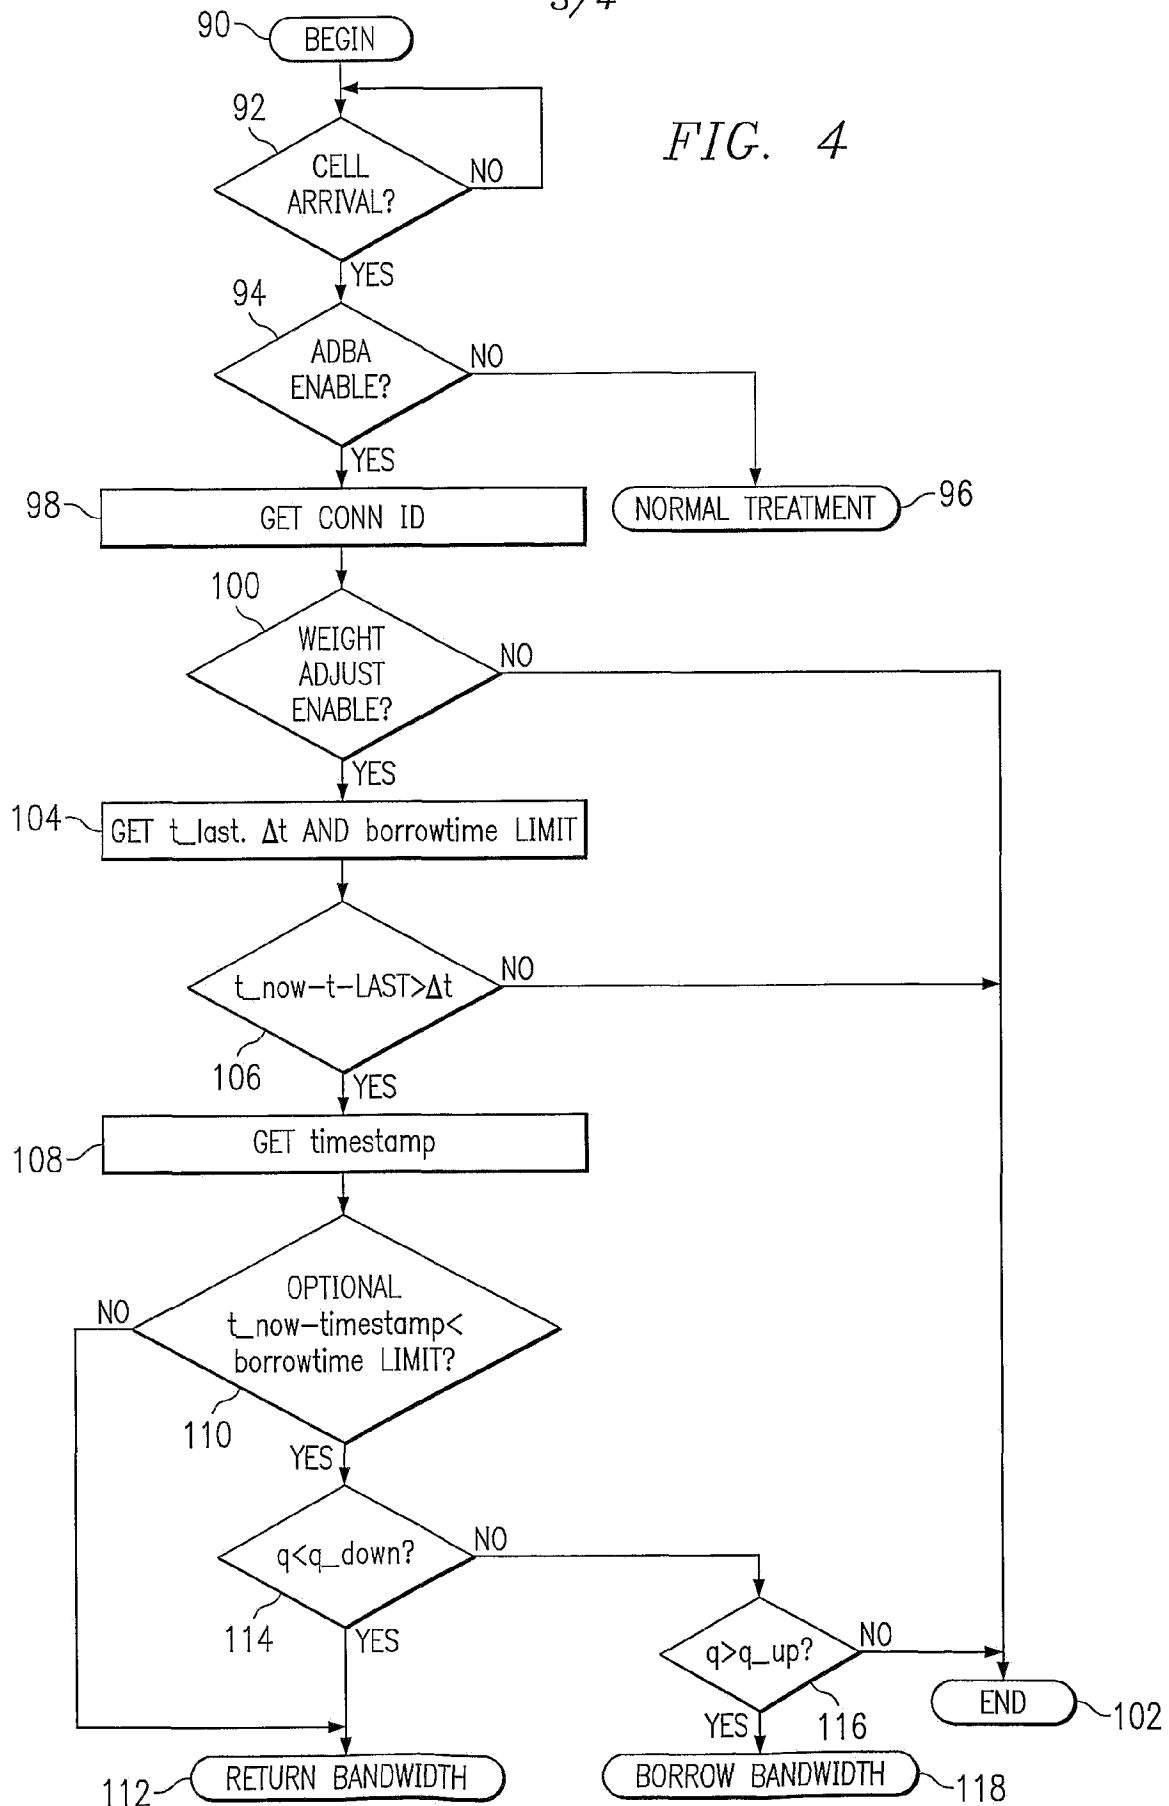 3/4
90
BEGIN
FIG. 4
92
CELL
ARRIVAL?
NO
YES
94
ADBA
ENABLE?
NO
YES
98
GET CONN ID
NORMAL TREATMENT
96
100
WEIGHT
ADJUST
ENABLE?
NO
YES
104
GET t_last. Δt AND borrowtime LIMIT
t_now-t-LAST>Δt
NO
106
YES
108
GET timestamp
OPTIONAL
t_now-timestamp<
borrowtime LIMIT?
NO
110
YES
q<q_down?
NO
114
YES
q>q_up?
NO
116
YES
END
102
112
RETURN BANDWIDTH
BORROW BANDWIDTH
118